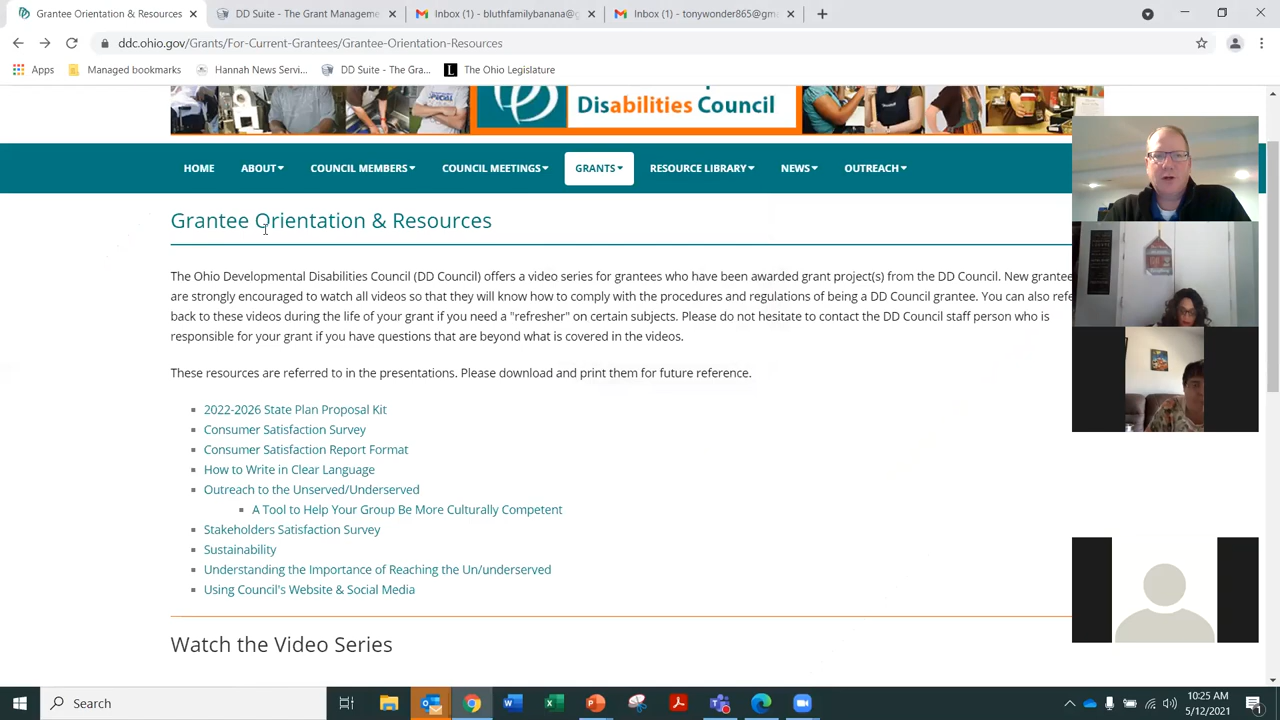 Grantee Orientation & Resources
DD Suite - The Grant Managemen
Inbox (1) - bluthfamilybanana@g
Inbox (1) - tonywonder865@gm
ddc.ohio.gov/Grants/For-Current-Grantees/Grantee-Orientation-Resources
Apps
Managed bookmarks
Hannah News Servi...
DD Suite - The Gra...
The Ohio Legislature
Disabilities Council
HOME
ABOUT
COUNCIL MEMBERS
COUNCIL MEETINGS
GRANTS
RESOURCE LIBRARY
NEWS
OUTREACH
Grantee Orientation & Resources
The Ohio Developmental Disabilities Council (DD Council) offers a video series for grantees who have been awarded grant project(s) from the DD Council. New grantee
are strongly encouraged to watch all videos so that they will know how to comply with the procedures and regulations of being a DD Council grantee. You can also refe
back to these videos during the life of your grant if you need a "refresher" on certain subjects. Please do not hesitate to contact the DD Council staff person who is
responsible for your grant if you have questions that are beyond what is covered in the videos.
These resources are referred to in the presentations. Please download and print them for future reference.
2022-2026 State Plan Proposal Kit
Consumer Satisfaction Survey
Consumer Satisfaction Report Format
How to Write in Clear Language
Outreach to the Unserved/Underserved
A Tool to Help Your Group Be More Culturally Competent
Stakeholders Satisfaction Survey
Sustainability
Understanding the Importance of Reaching the Un/underserved
Using Council's Website & Social Media
Watch the Video Series
Search
10:25 AM
5/12/2021